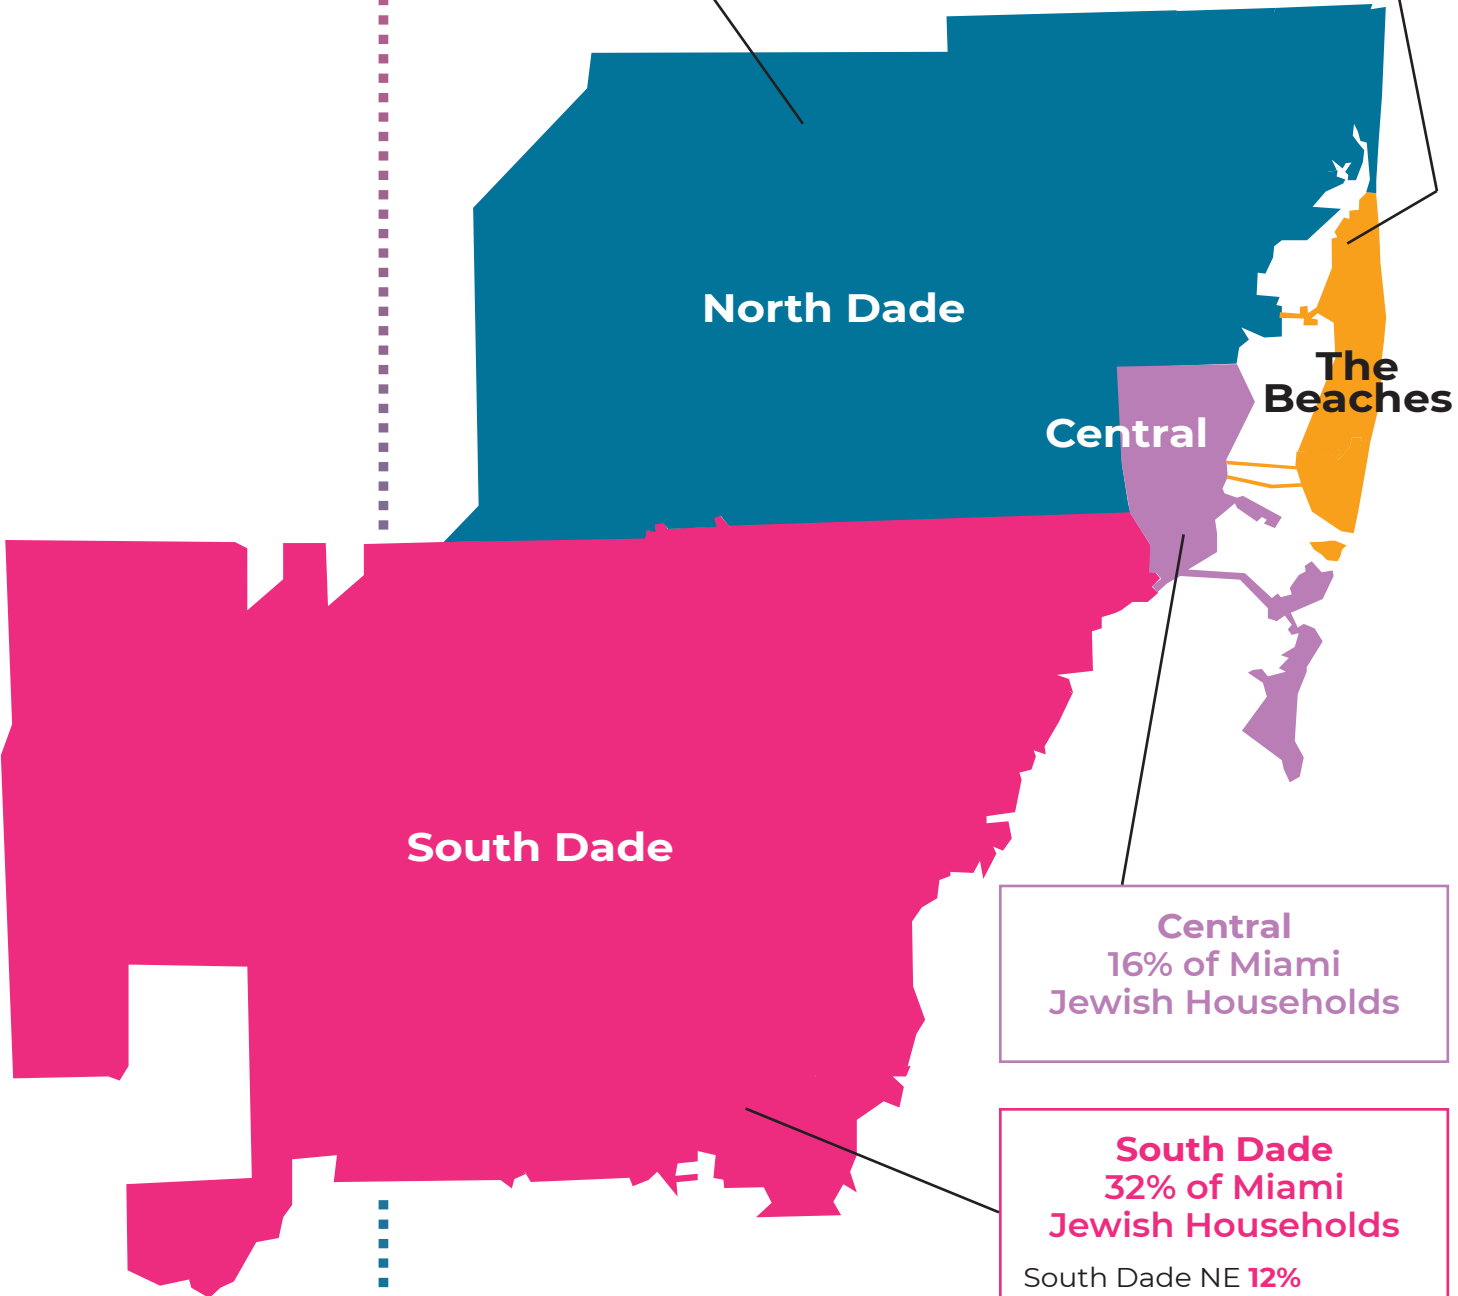 North Dade
The
Beaches
Central
South Dade
Central
16% of Miami
Jewish Households
South Dade
32% of Miami
Jewish Households
South Dade NE 12%